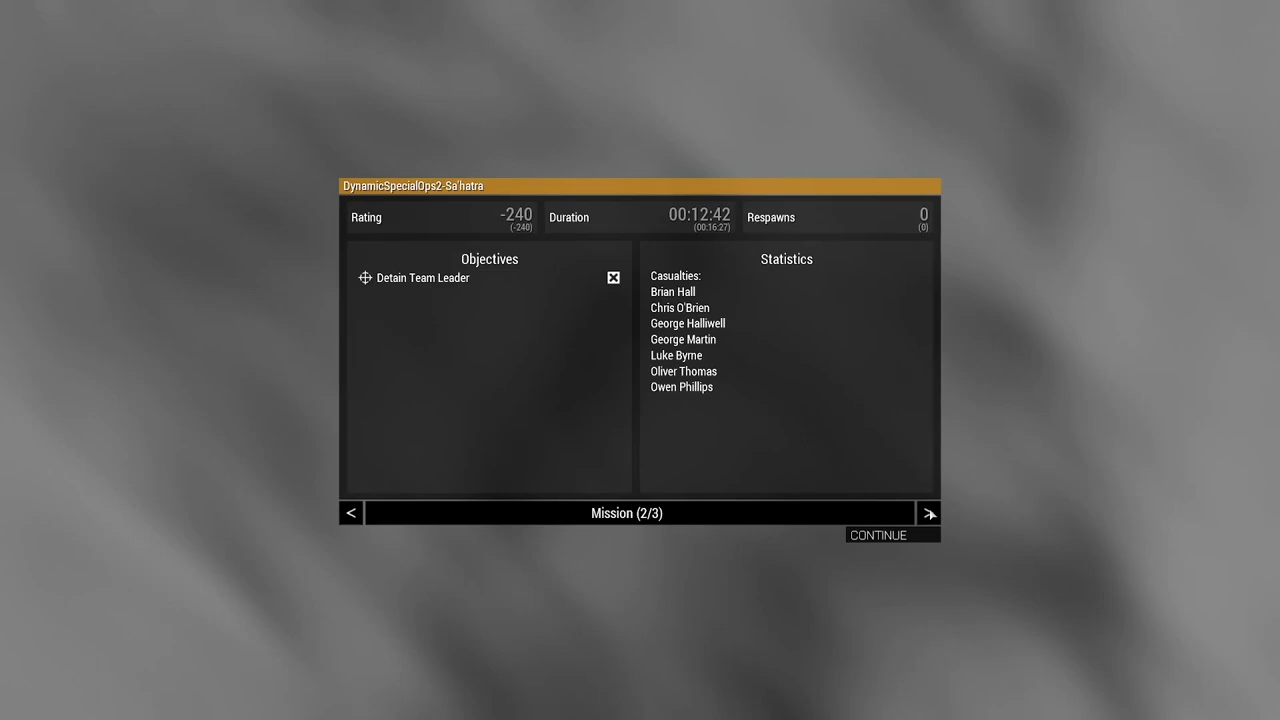 DynamicSpecialOps2-Sa'hatra
Rating -240 Duration 00:12:42 Respawns 0
(-240) (00:16:27) (0)
Objectives
Detain Team Leader
Statistics
Casualties:
Brian Hall
Chris O'Brien
George Halliwell
George Martin
Luke Byrne
Oliver Thomas
Owen Phillips
< Mission (2/3) >
CONTINUE